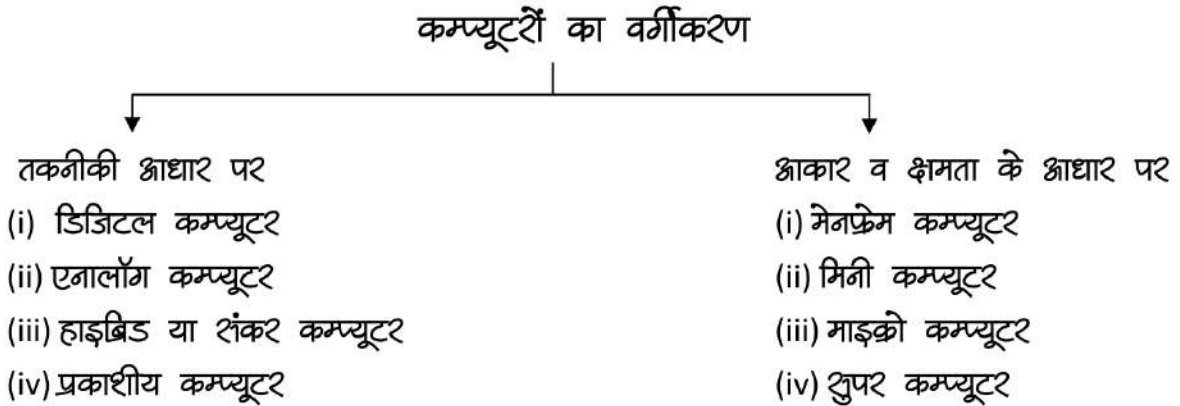 कम्प्यूटरों का वर्गीकरण
तकनीकी आधार पर
(i) डिजिटल कम्प्यूटर
(ii) एनालॉग कम्प्यूटर
(iii) हाइब्रिड या संकर कम्प्यूटर
(iv) प्रकाशीय कम्प्यूटर
आकार व क्षमता के आधार पर
(i) मेनफ्रेम कम्प्यूटर
(ii) मिनी कम्प्यूटर
(iii) माइक्रो कम्प्यूटर
(iv) सुपर कम्प्यूटर